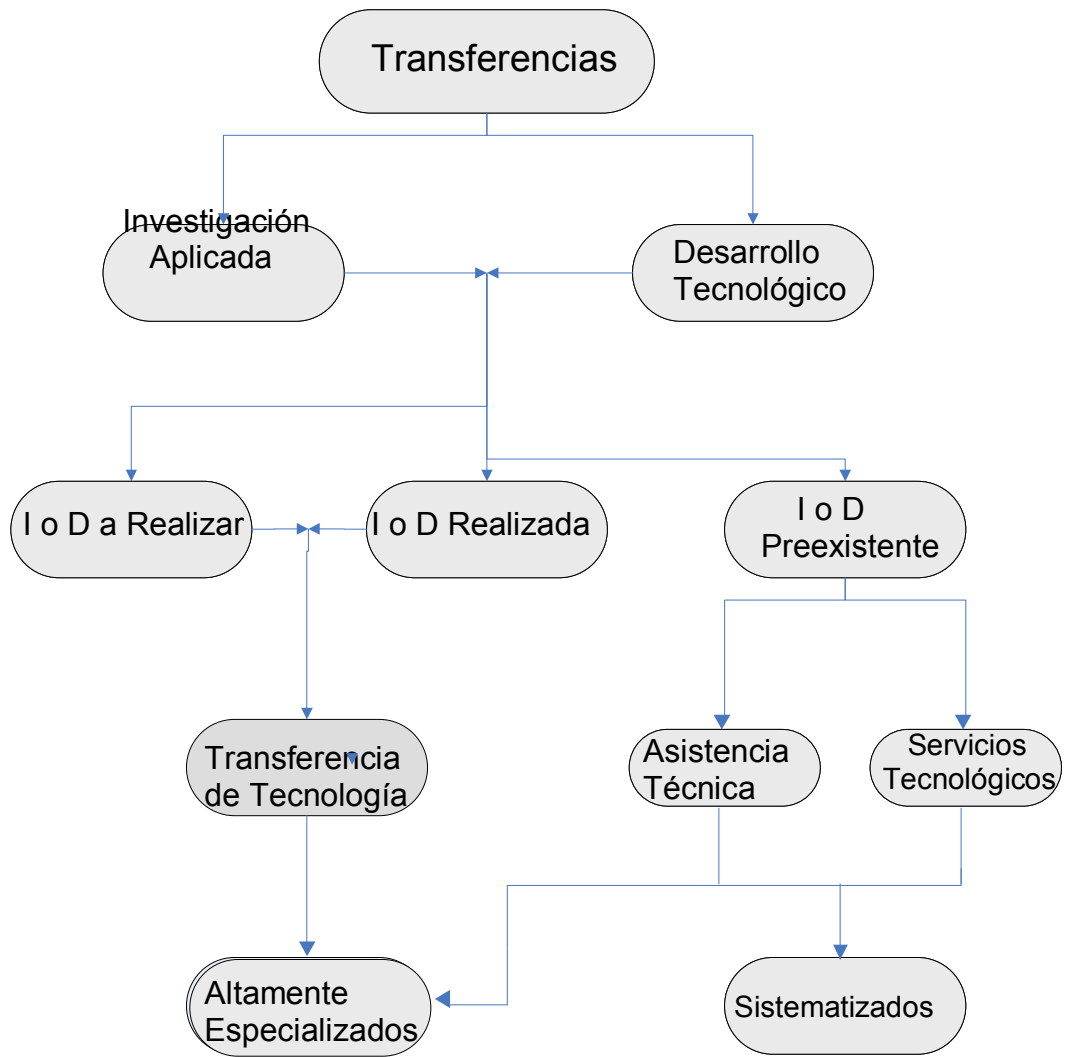 Transferencias
Investigación
Aplicada
Desarrollo
Tecnológico
I o D a Realizar
I o D Realizada
I o D
Preexistente
Transferencia
de Tecnología
Asistencia
Técnica
Servicios
Tecnológicos
Altamente
Especializados
Sistematizados